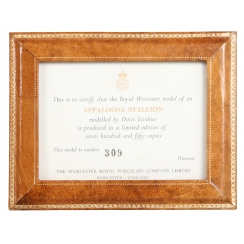 This is to certify that the Royal Worcester model of an
APPALOOSA STALLION
modelled by Doris Lindner
is produced in a limited edition of
seven hundred and fifty copies
This model is number 309
THE WORCESTER ROYAL PORCELAIN COMPANY LIMITED
WORCESTER, ENGLAND